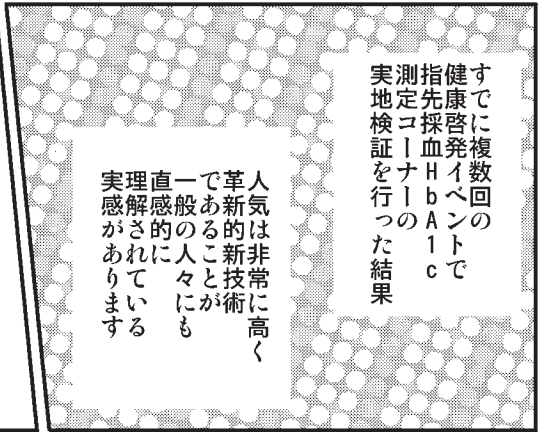 すでに複数回の
健康啓発イベントで
指先採血HbA1c
測定コーナーの
実地検証を行った結果
人気は非常に高く
革新的新技術
であることが
一般の人々にも
直感的に
理解されている
実感があります